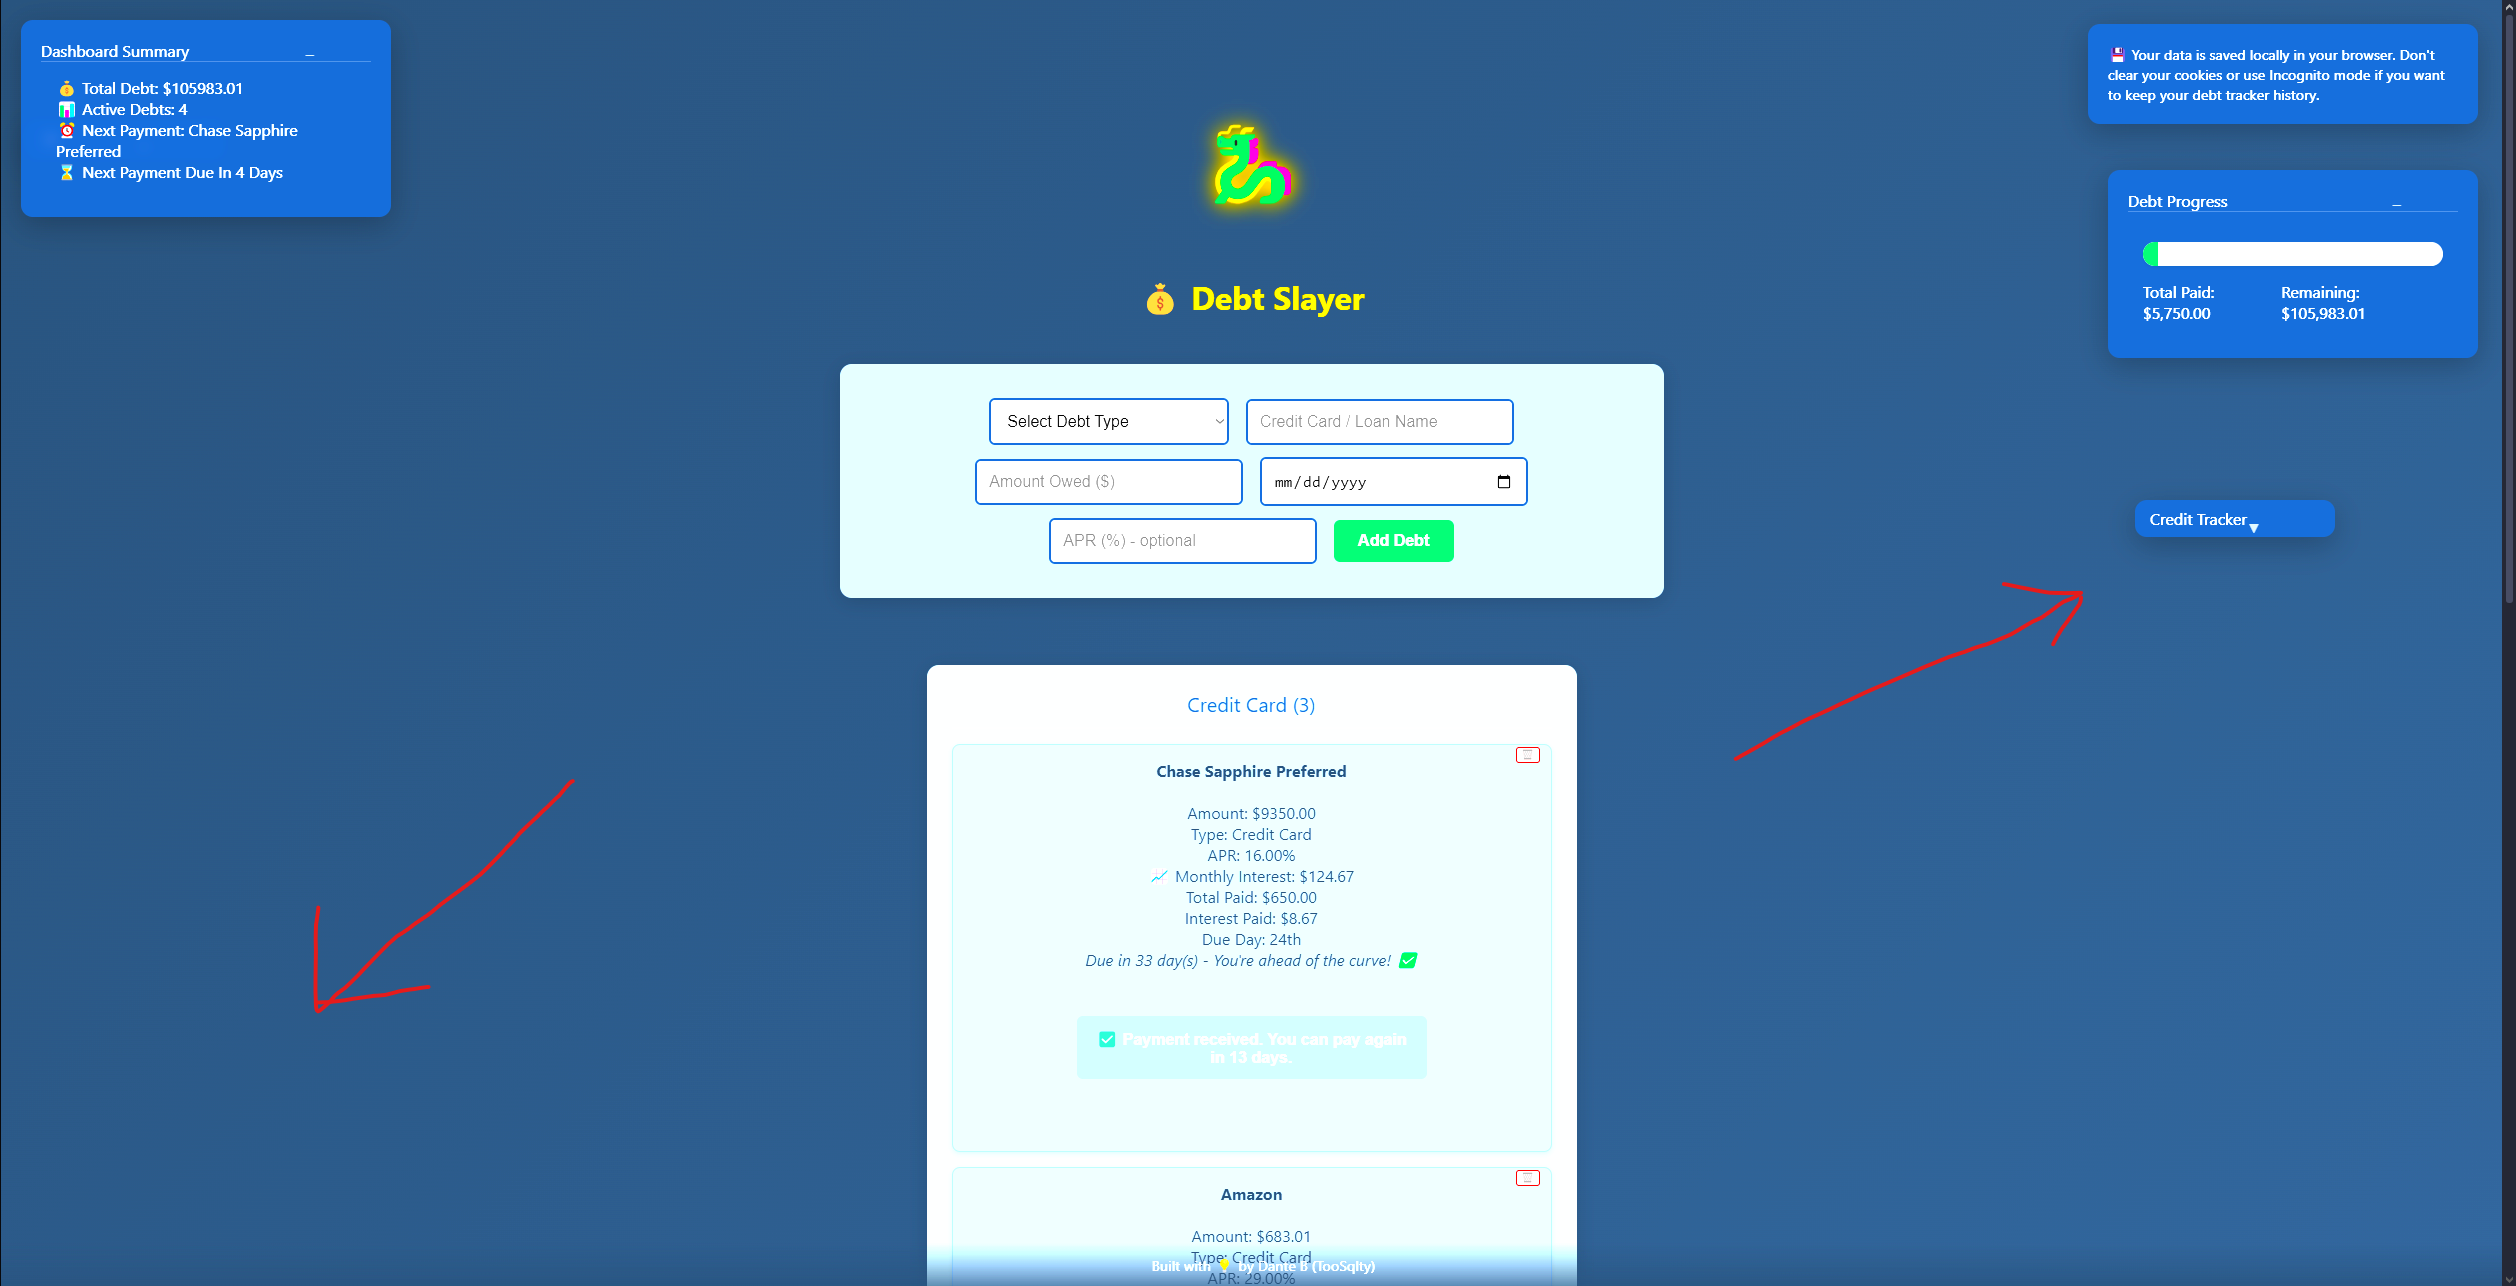 Dashboard Summary
_
💰 Total Debt: $105983.01
📊 Active Debts: 4
⏰ Next Payment: Chase Sapphire
Preferred
⏳ Next Payment Due In 4 Days
💾 Your data is saved locally in your browser. Don't
clear your cookies or use Incognito mode if you want
to keep your debt tracker history.
Debt Progress
_
Total Paid:
$5,750.00
Remaining:
$105,983.01
Credit Tracker
▼
💰 Debt Slayer
Select Debt Type
Credit Card / Loan Name
Amount Owed ($)
mm/dd/yyyy
APR (%) - optional
Add Debt
Credit Card (3)
Chase Sapphire Preferred
Amount: $9350.00
Type: Credit Card
APR: 16.00%
📈 Monthly Interest: $124.67
Total Paid: $650.00
Interest Paid: $8.67
Due Day: 24th
Due in 33 day(s) - You're ahead of the curve! ✅
✅ Payment received. You can pay again
in 13 days.
Amazon
Amount: $683.01
Type: Credit Card
Built with 💡 by Dante B (TooSqlty)
APR: 29.00%